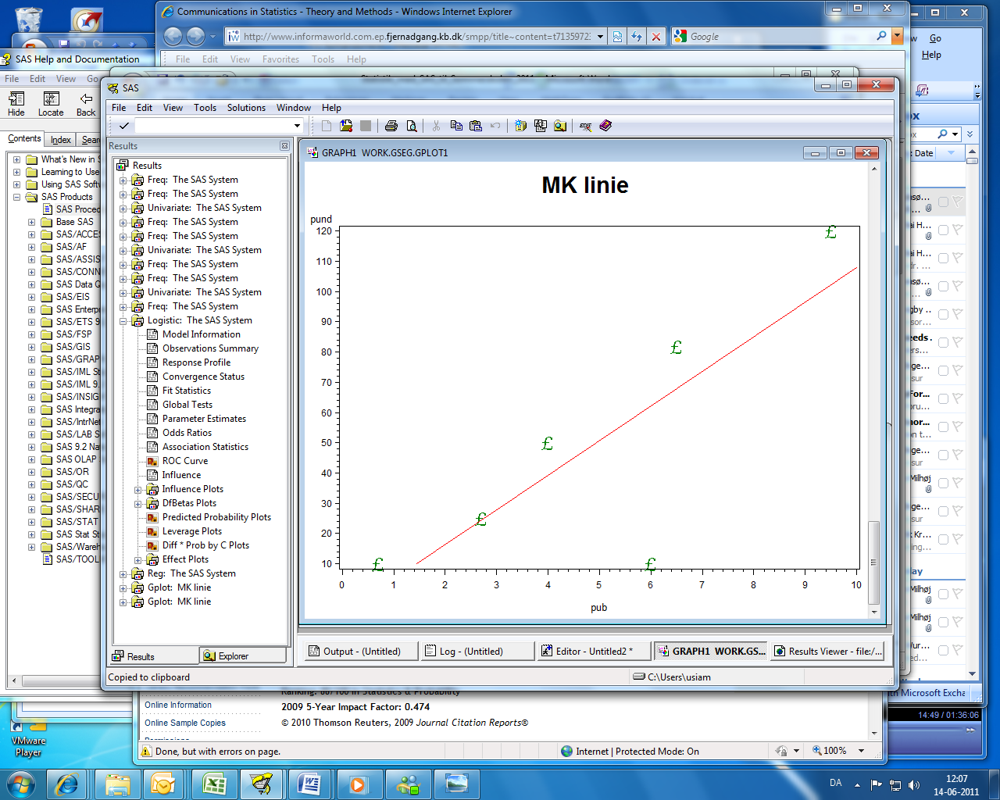 Communications in Statistics - Theory and Methods - Windows Internet Explorer
http://www.informaworld.com.ep.fjernadgang.kb.dk/smpp/title~content=t713597
Google
File Edit View Favorites Tools Help
Go
Help
SAS Help and Documentation
File Edit View Go
Hide Locate Back
Contents Index
What's New in
Learning to Use
Using SAS
SAS Products
SAS
Base SAS
SAS/ACCE
SAS/AF
SAS/ASSIS
SAS/CONN
SAS Data
SAS/EIS
SAS Enterp
SAS/ETS 9
SAS/FSP
SAS/GIS
SAS/GRAP
SAS/IML St
SAS/IML 9.
SAS/INSIG
SAS Integra
SAS/IntrNet
SAS/LAB S
SAS 9.2 Na
SAS OLAP
SAS/OR
SAS/QC
SAS/SECU
SAS/SHAR
SAS/STAT
SAS Stat St
SAS/Wareh
SAS/TOOL
SAS
File Edit View Tools Solutions Window Help
Results
Results
Freq: The SAS System
Freq: The SAS System
Univariate: The SAS System
Freq: The SAS System
Freq: The SAS System
Univariate: The SAS System
Freq: The SAS System
Freq: The SAS System
Univariate: The SAS System
Freq: The SAS System
Logistic: The SAS System
Model Information
Observations Summary
Response Profile
Convergence Status
Fit Statistics
Global Tests
Parameter Estimates
Odds Ratios
Association Statistics
ROC Curve
Influence
Influence Plots
DfBetas Plots
Predicted Probability Plots
Leverage Plots
Diff * Prob by C Plots
Effect Plots
Reg: The SAS System
Gplot: MK linie
Gplot: MK linie
Results Explorer
GRAPH1 WORK.GSEG.GPLOT1
MK linie
pund
120
110
100
90
80
70
60
50
40
30
20
10
£
£
£
£
£ £
0 1 2 3 4 5 6 7 8 9 10
pub
Output - (Untitled) Log - (Untitled) Editor - Untitled2 * GRAPH1 WORK.GS... Results Viewer - file:/...
Copied to clipboard C:\Users\usiam
: Date
Milhøj
Milhøj
Milhøj
Online Information
Online Sample Copies
2009 5-Year Impact Factor: 0.474
© 2010 Thomson Reuters, 2009 Journal Citation Reports®
Done, but with errors on page. Internet | Protected Mode: On 100%
14:49 / 01:36:06
VMware
Player
DA
12:07
14-06-2011